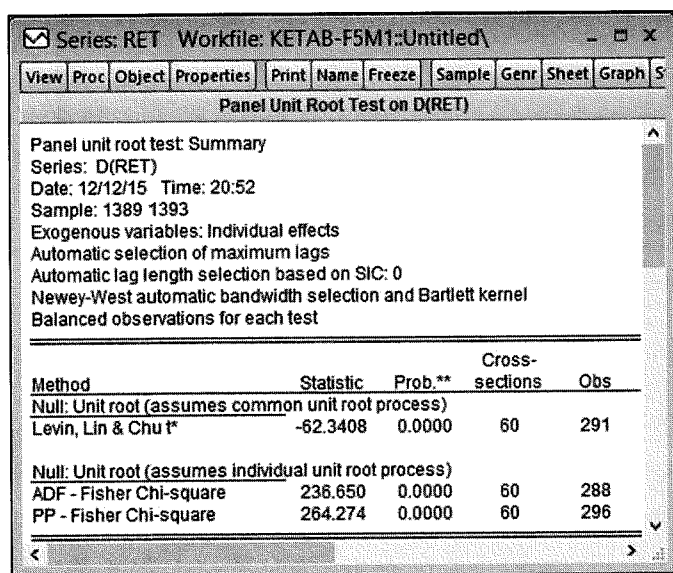 Series: RET Workfile: KETAB-F5M1::Untitled\
View Proc Object Properties Print Name Freeze Sample Genr Sheet Graph S
Panel Unit Root Test on D(RET)
Panel unit root test: Summary
Series: D(RET)
Date: 12/12/15 Time: 20:52
Sample: 1389 1393
Exogenous variables: Individual effects
Automatic selection of maximum lags
Automatic lag length selection based on SIC: 0
Newey-West automatic bandwidth selection and Bartlett kernel
Balanced observations for each test
Cross-
Method Statistic Prob.** sections Obs
Null: Unit root (assumes common unit root process)
Levin, Lin & Chu t* -62.3408 0.0000 60 291
Null: Unit root (assumes individual unit root process)
ADF - Fisher Chi-square 236.650 0.0000 60 288
PP - Fisher Chi-square 264.274 0.0000 60 296